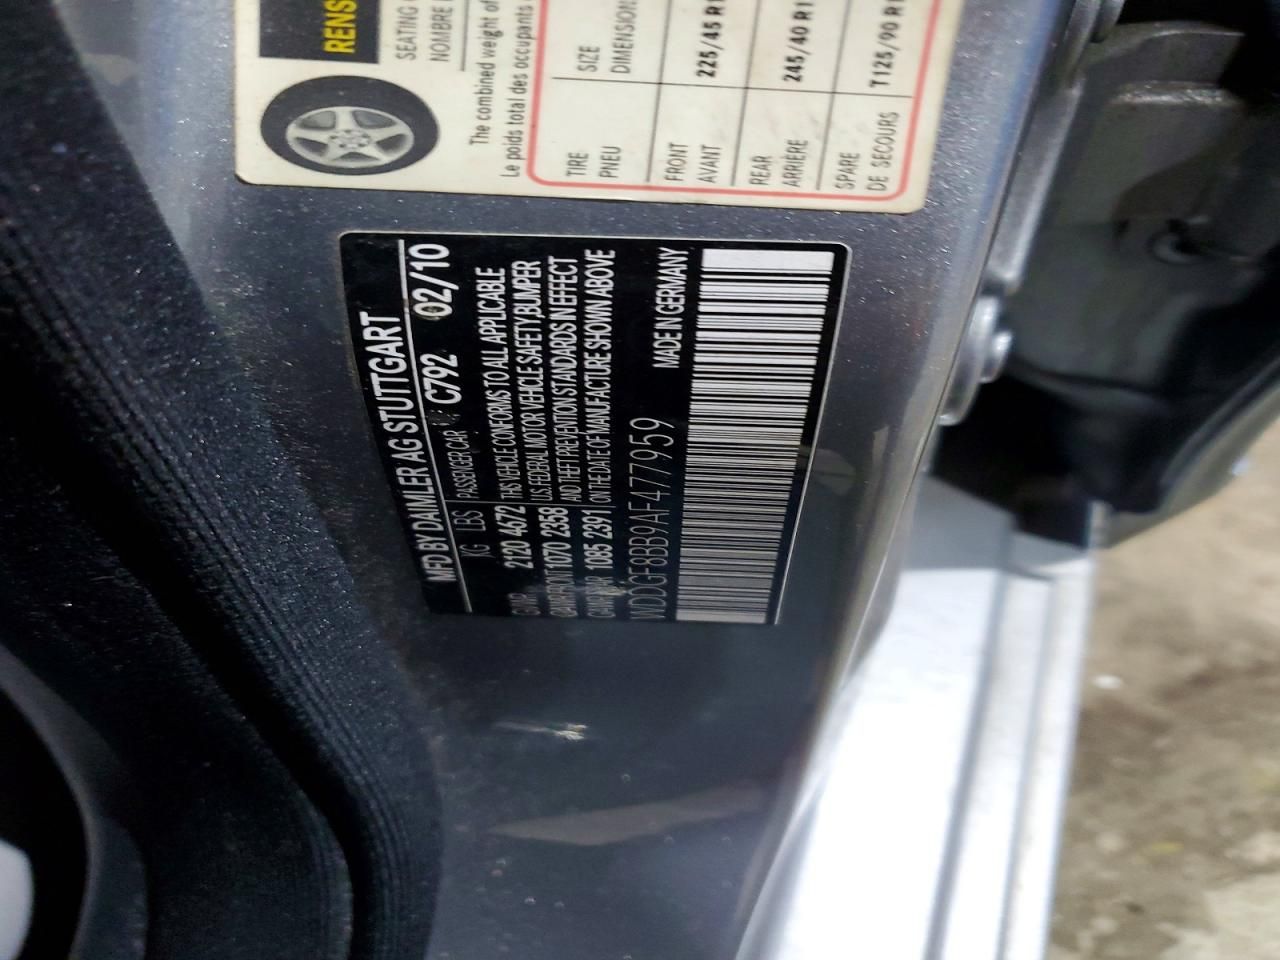 RENS
SEATING
NOMBRE
The combined weight of
Le poids total des occupants
TIRE SIZE
PNEU DIMENSION
FRONT
AVANT 225/45 R1
REAR
ARRIÈRE 245/40 R1
SPARE
DE SECOURS T125/90 R1
MFD BY DAIMLER AG STUTTGART
KG LBS PASSENGER CAR C792 02/10
2120 4672 THIS VEHICLE CONFORMS TO ALL APPLICABLE
1070 2358 U.S. FEDERAL MOTOR VEHICLE SAFETY, BUMPER
1085 2391 AND THEFT PREVENTION STANDARDS IN EFFECT
ON THE DATE OF MANUFACTURE SHOWN ABOVE
WDDGF8BB9AF477959 MADE IN GERMANY